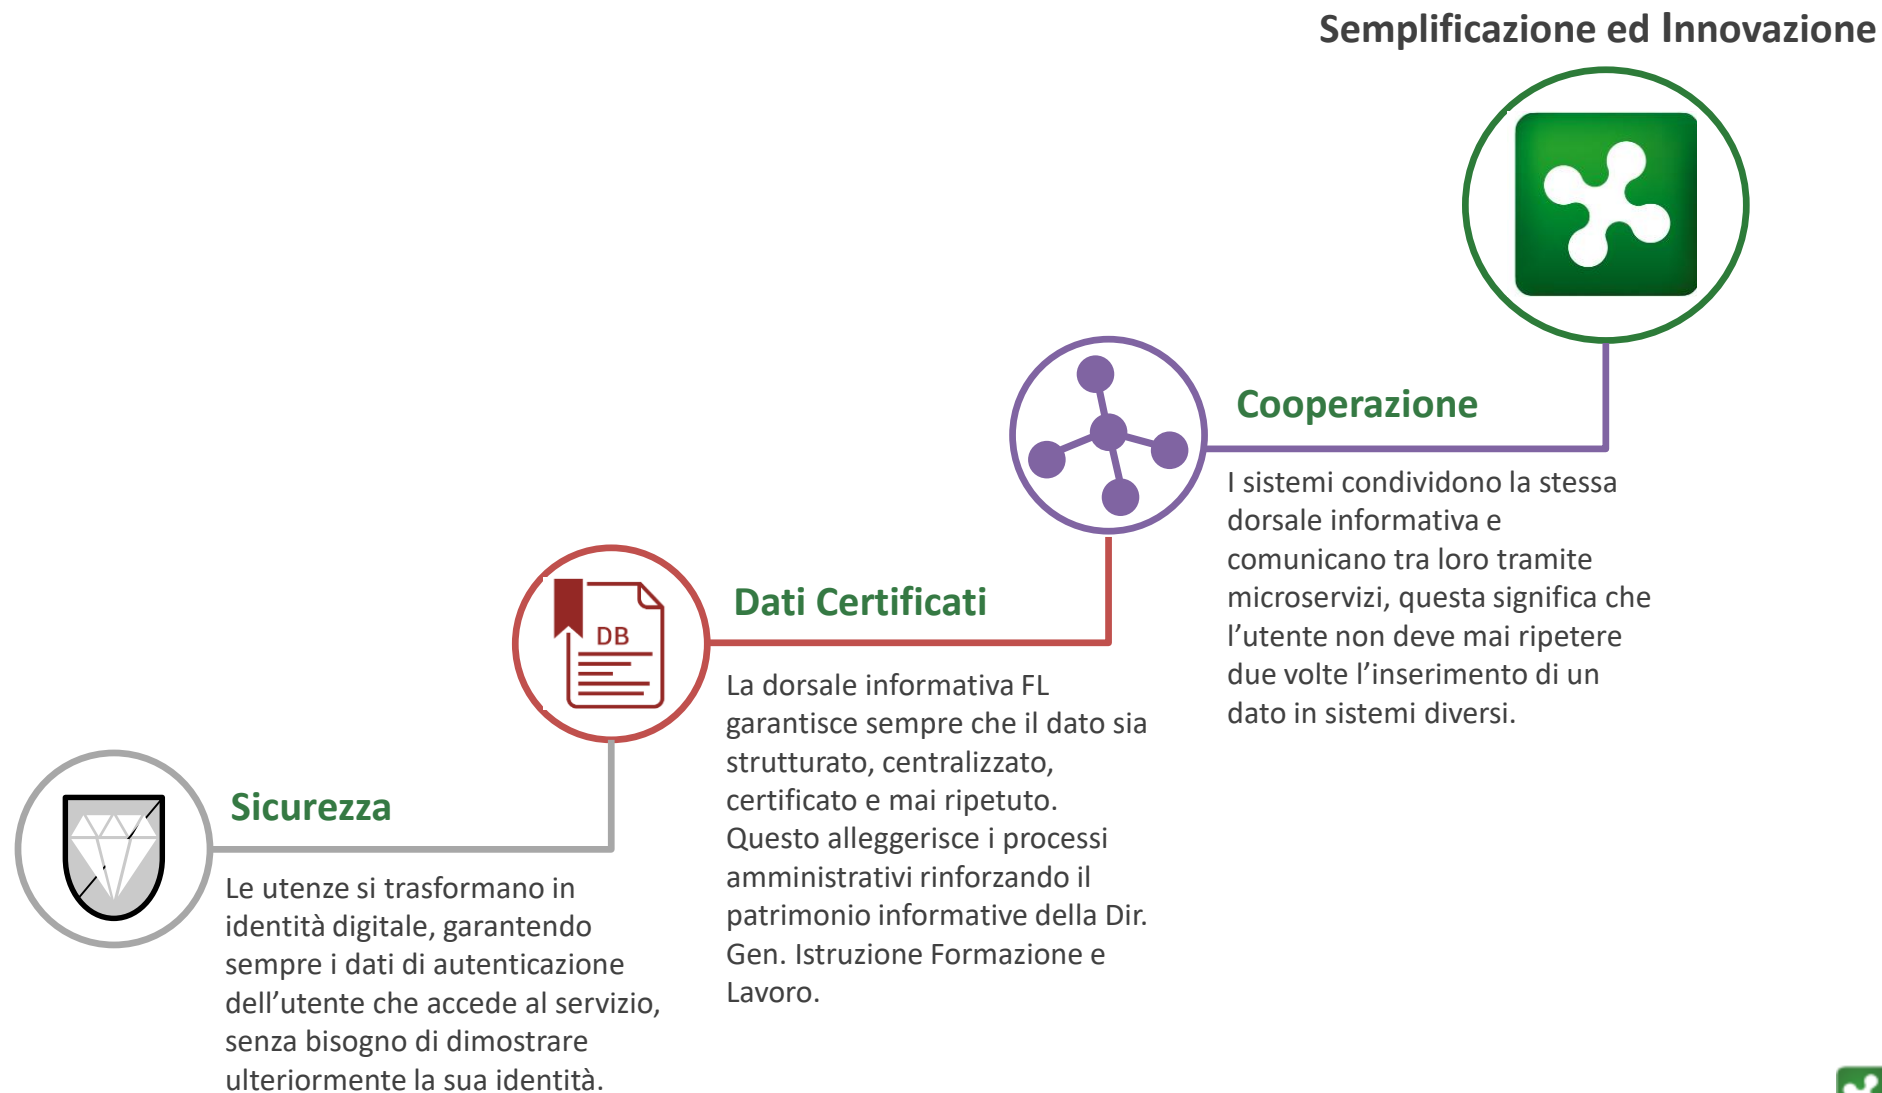 Semplificazione ed Innovazione
Cooperazione
I sistemi condividono la stessa
dorsale informativa e
comunicano tra loro tramite
microservizi, questa significa che
l’utente non deve mai ripetere
due volte l’inserimento di un
dato in sistemi diversi.
DB
Dati Certificati
La dorsale informativa FL
garantisce sempre che il dato sia
strutturato, centralizzato,
certificato e mai ripetuto.
Questo alleggerisce i processi
amministrativi rinforzando il
patrimonio informative della Dir.
Gen. Istruzione Formazione e
Lavoro.
Sicurezza
Le utenze si trasformano in
identità digitale, garantendo
sempre i dati di autenticazione
dell’utente che accede al servizio,
senza bisogno di dimostrare
ulteriormente la sua identità.